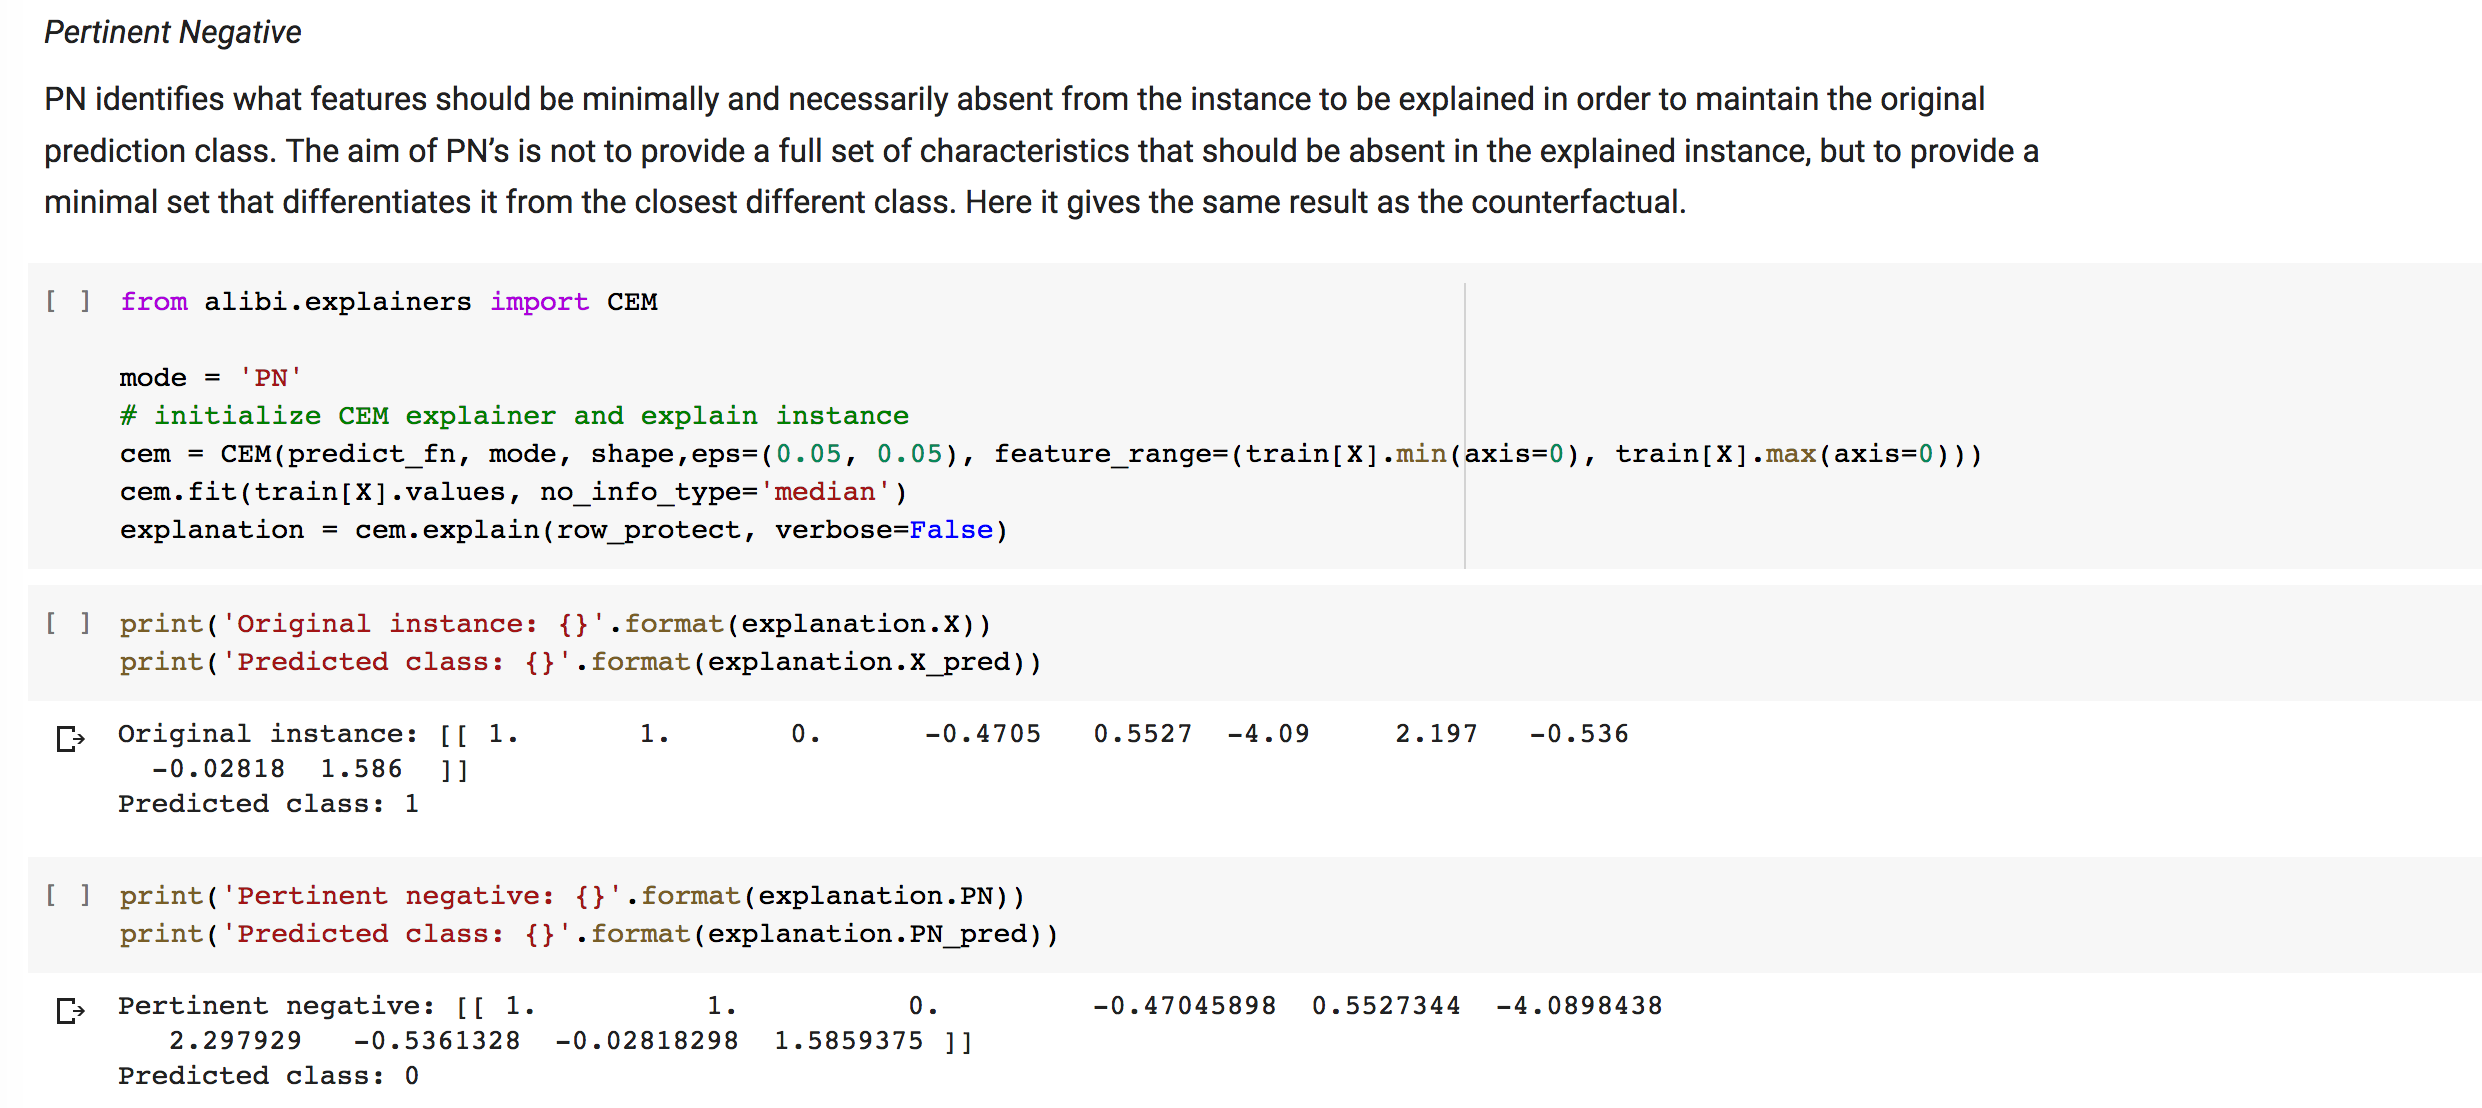 Pertinent Negative
PN identifies what features should be minimally and necessarily absent from the instance to be explained in order to maintain the original
prediction class. The aim of PN’s is not to provide a full set of characteristics that should be absent in the explained instance, but to provide a
minimal set that differentiates it from the closest different class. Here it gives the same result as the counterfactual.
[ ] from alibi.explainers import CEM
mode = 'PN'
# initialize CEM explainer and explain instance
cem = CEM(predict_fn, mode, shape,eps=(0.05, 0.05), feature_range=(train[X].min(axis=0), train[X].max(axis=0)))
cem.fit(train[X].values, no_info_type='median')
explanation = cem.explain(row_protect, verbose=False)
[ ] print('Original instance: {}'.format(explanation.X))
print('Predicted class: {}'.format(explanation.X_pred))
Original instance: [[ 1.       1.       0.      -0.4705   0.5527  -4.09     2.197   -0.536
  -0.02818  1.586  ]]
Predicted class: 1
[ ] print('Pertinent negative: {}'.format(explanation.PN))
print('Predicted class: {}'.format(explanation.PN_pred))
Pertinent negative: [[ 1.          1.          0.         -0.47045898  0.5527344  -4.0898438
   2.297929   -0.5361328  -0.02818298  1.5859375 ]]
Predicted class: 0